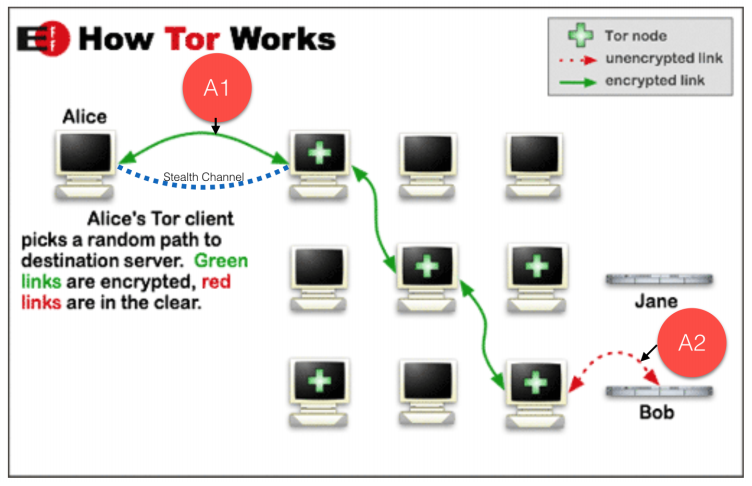 EFF How Tor Works
Tor node
unencrypted link
encrypted link
A1
Alice
Stealth Channel
Alice's Tor client
picks a random path to
destination server. Green
links are encrypted, red
links are in the clear.
Jane
A2
Bob